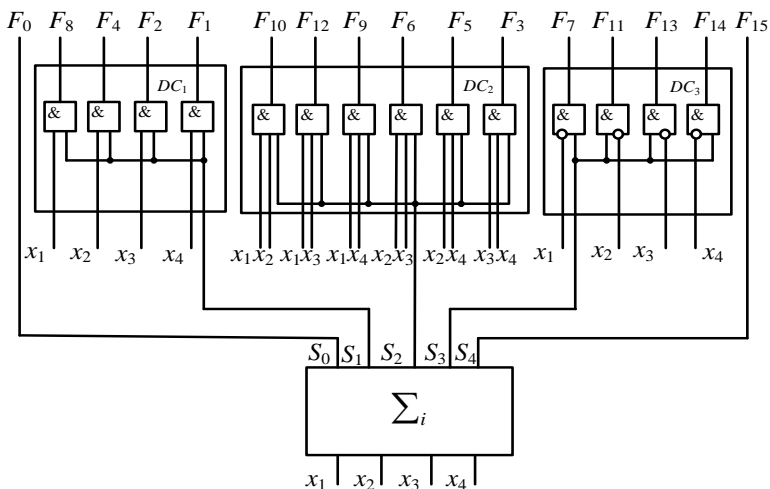 F₀ F₈ F₄ F₂ F₁ F₁₀ F₁₂ F₉ F₆ F₅ F₃ F₇ F₁₁ F₁₃ F₁₄ F₁₅
DC₁ DC₂ DC₃
& & & & & & & & & & & & & &
x₁ x₂ x₃ x₄ x₁x₂ x₁x₃ x₁x₄ x₂x₃ x₂x₄ x₃x₄ x₁ x₂ x₃ x₄
S₀ S₁ S₂ S₃ S₄
∑ᵢ
x₁ x₂ x₃ x₄